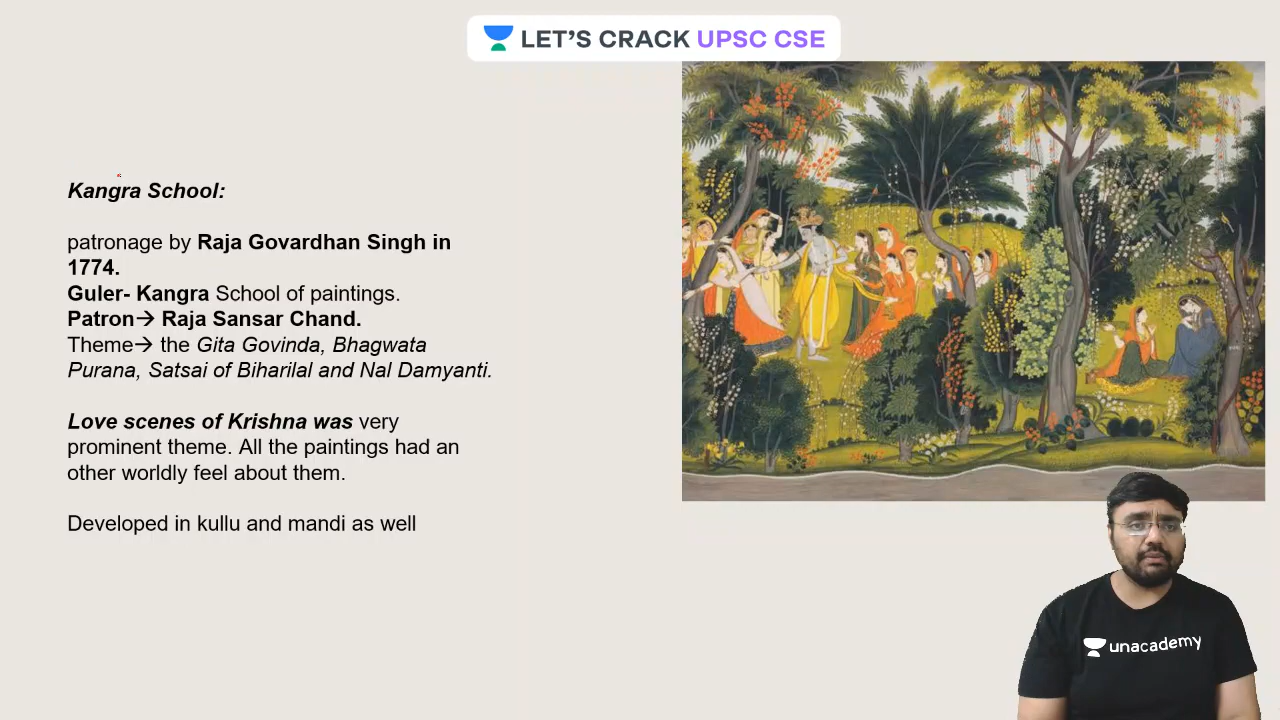 LET'S CRACK UPSC CSE
Kangra School:
patronage by Raja Govardhan Singh in
1774.
Guler- Kangra School of paintings.
Patron→ Raja Sansar Chand.
Theme→ the Gita Govinda, Bhagwata
Purana, Satsai of Biharilal and Nal Damyanti.
Love scenes of Krishna was very
prominent theme. All the paintings had an
other worldly feel about them.
Developed in kullu and mandi as well
unacademy